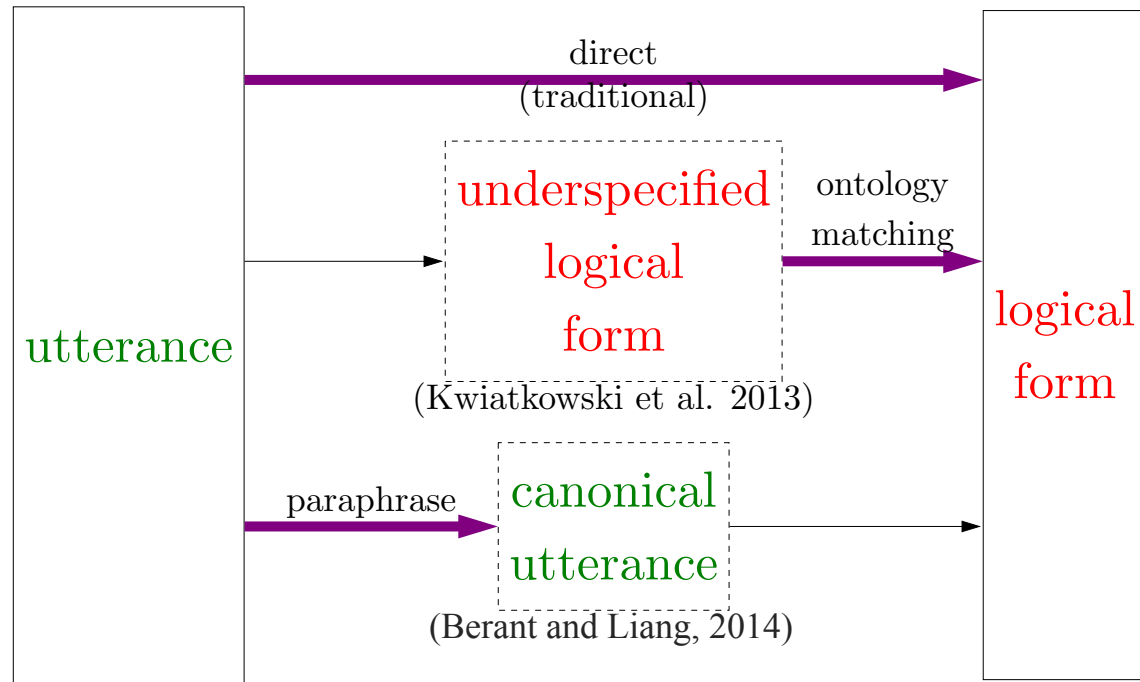 utterance
direct
(traditional)
underspecified
logical
form
(Kwiatkowski et al. 2013)
ontology
matching
paraphrase
canonical
utterance
(Berant and Liang, 2014)
logical
form